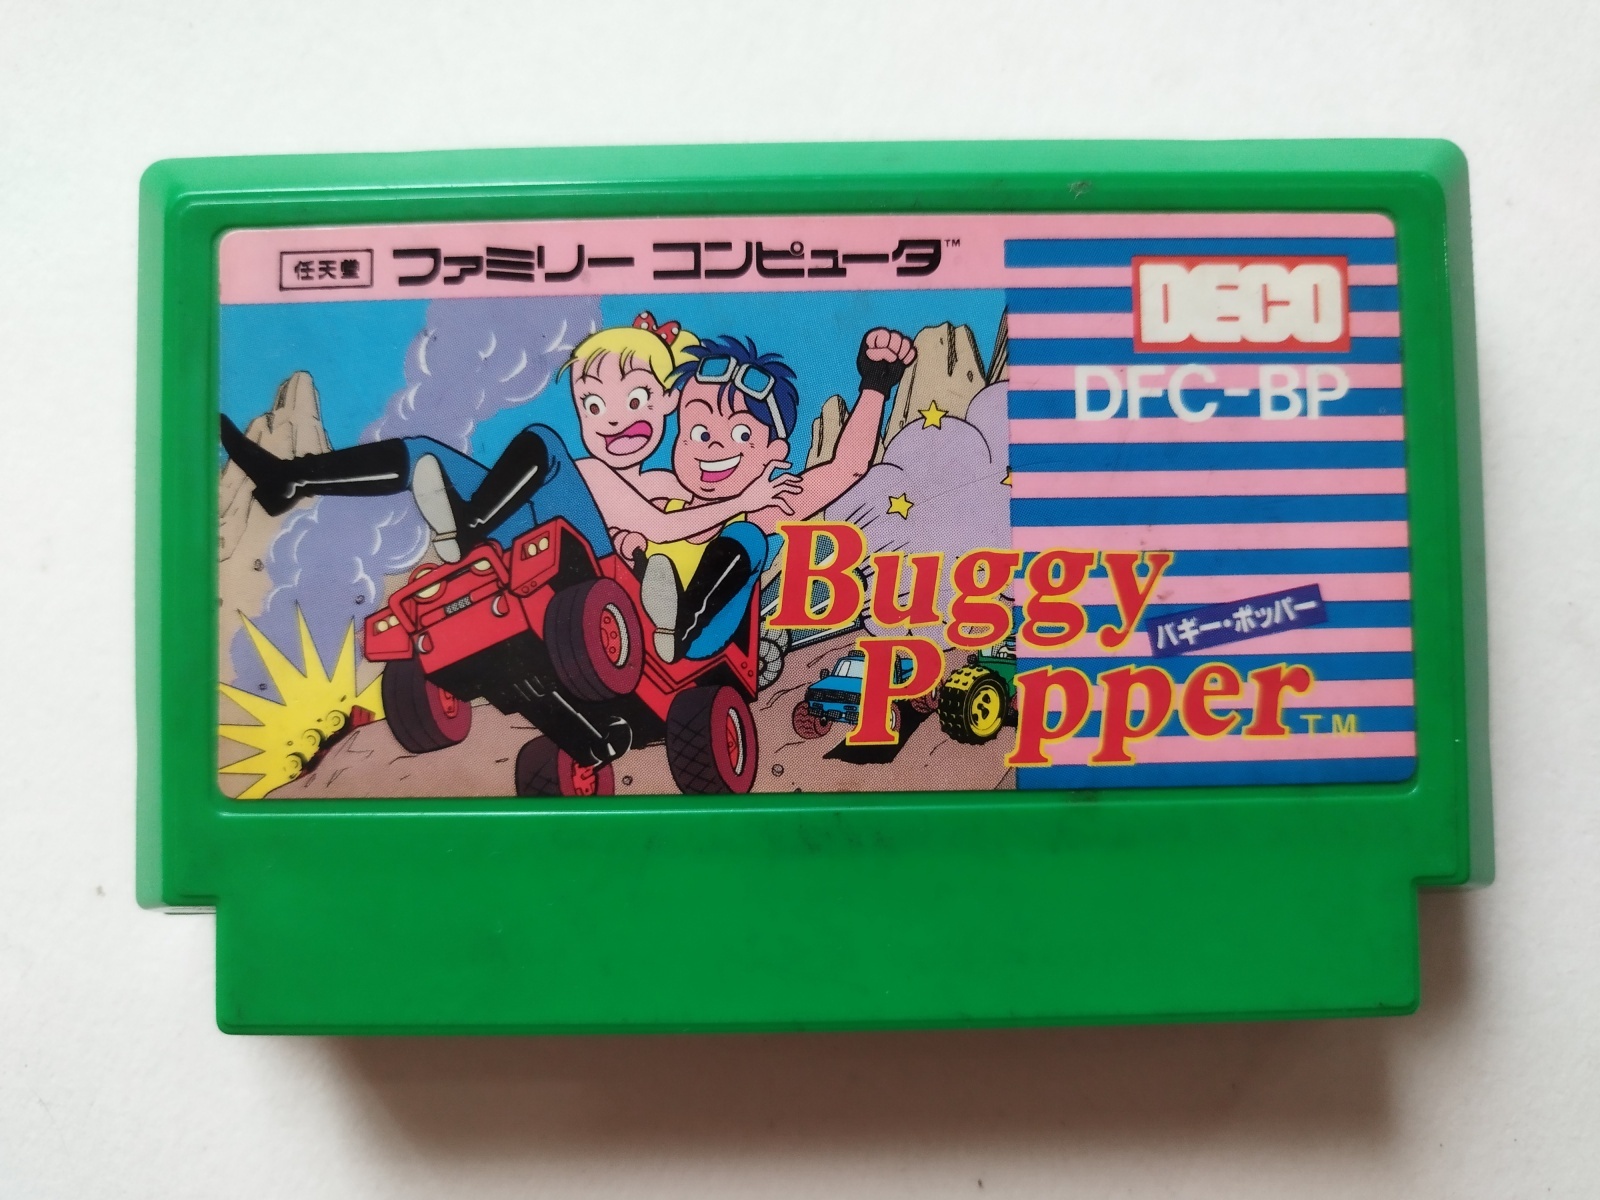 任天堂 ファミリー コンピュータ™
DECO
DFC-BP
Buggy
バギー・ポッパー
Popper TM